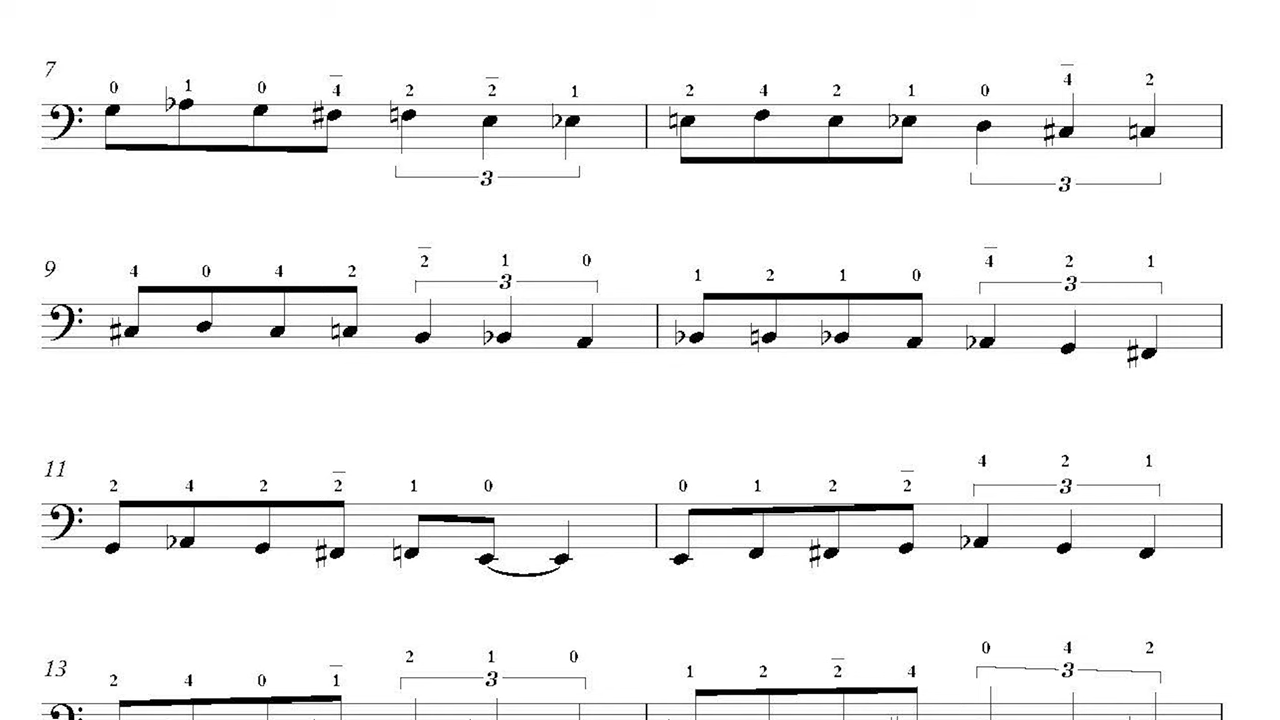 7
0 1 0 4 2 2 1 2 4 2 1 0 4 2
3 3
9
4 0 4 2 2 1 0 1 2 1 0 4 2 1
3 3
11
2 4 2 2 1 0 0 1 2 2 4 2 1
3
13
2 4 0 1 2 1 0 1 2 2 4 0 4 2
3 3